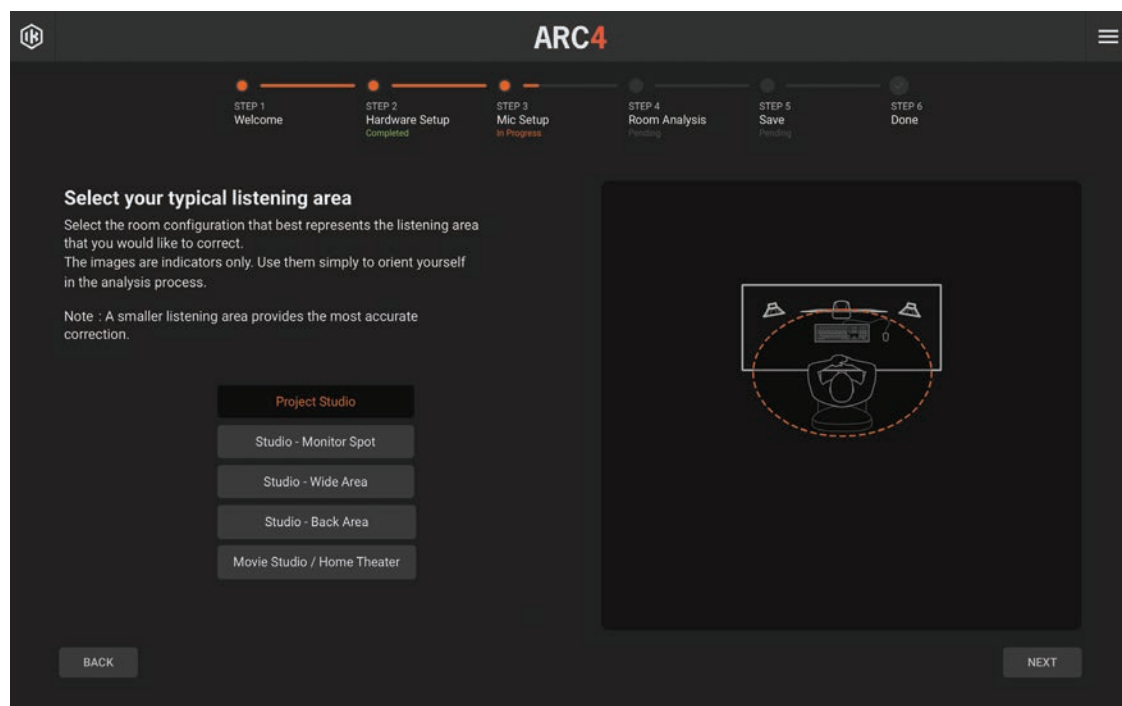 IK
ARC4
STEP 1
Welcome
STEP 2
Hardware Setup
Completed
STEP 3
Mic Setup
In Progress
STEP 4
Room Analysis
Pending
STEP 5
Save
Pending
STEP 6
Done
Select your typical listening area
Select the room configuration that best represents the listening area
that you would like to correct.
The images are indicators only. Use them simply to orient yourself
in the analysis process.
Note : A smaller listening area provides the most accurate
correction.
Project Studio
Studio - Monitor Spot
Studio - Wide Area
Studio - Back Area
Movie Studio / Home Theater
BACK
NEXT